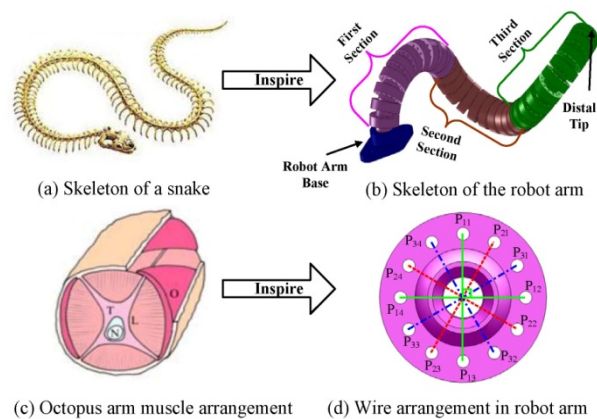 First
Section
Third
Section
Inspire
Second
Section
Distal
Tip
Robot Arm
Base
(a) Skeleton of a snake
(b) Skeleton of the robot arm
O
T
L
N
Inspire
P11
P21
P34
P31
P24
P12
P14
P22
P33
P32
P23
P13
(c) Octopus arm muscle arrangement
(d) Wire arrangement in robot arm